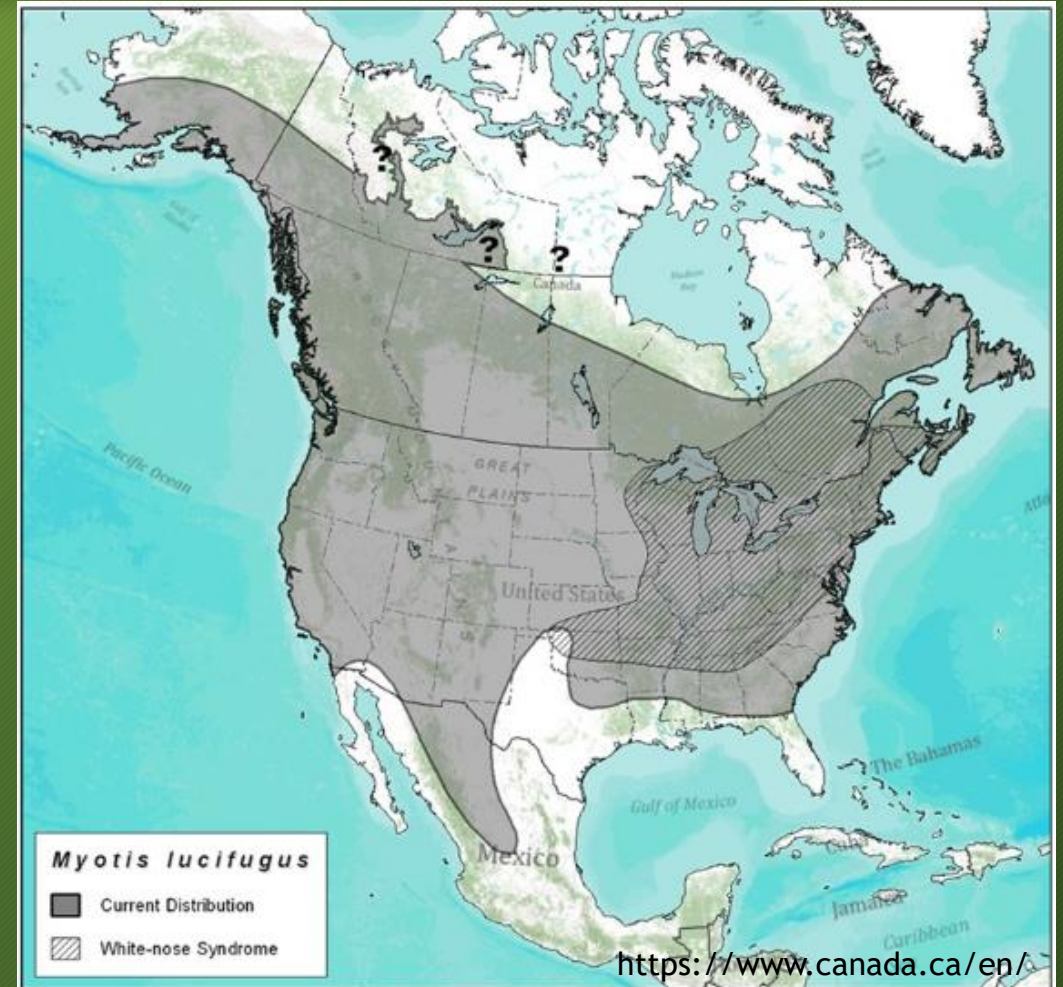 ?
?
?
Canada
Hudson
Bay
Pacific Ocean
GREAT
PLAINS
United States
The Bahamas
Gulf of Mexico
Mexico
Cuba
Jamaica
Caribbean
Myotis lucifugus
Current Distribution
White-nose Syndrome
https://www.canada.ca/en/